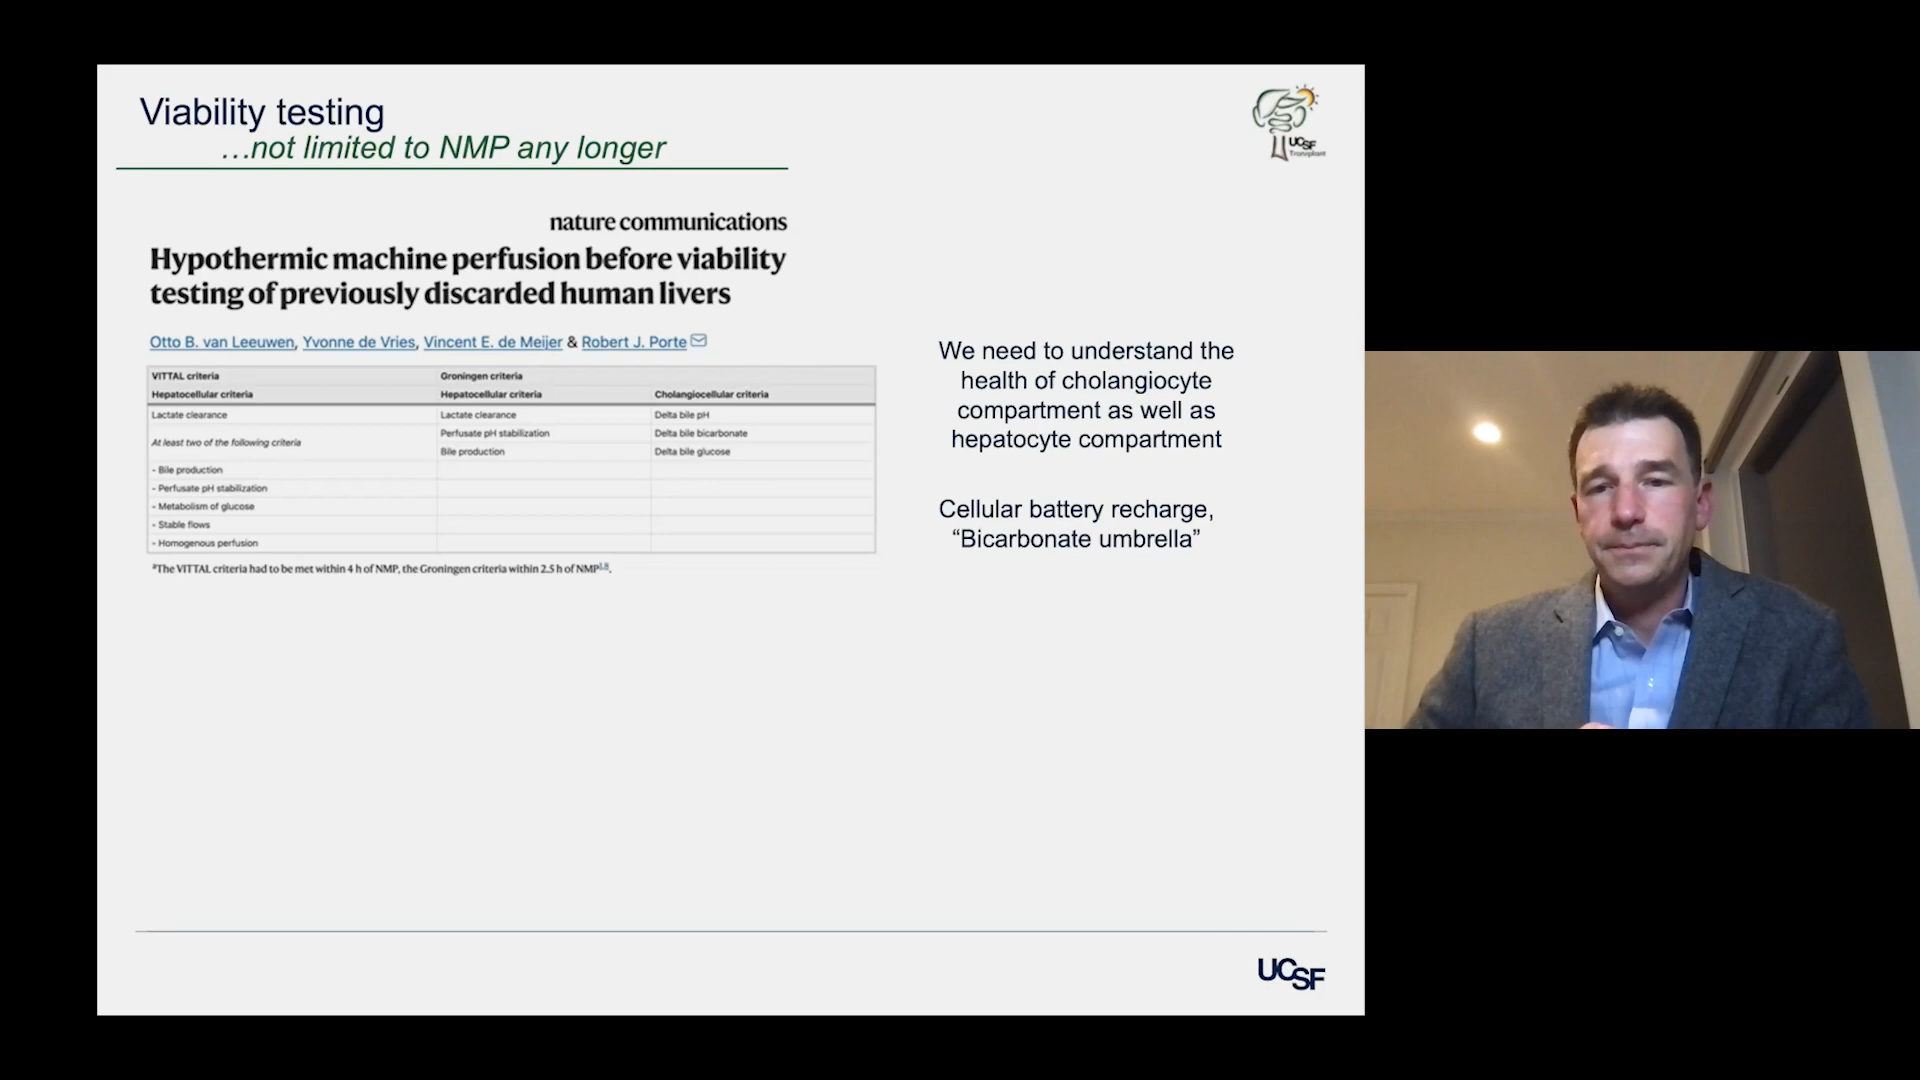 Viability testing
...not limited to NMP any longer
UCSF
Transplant
nature communications
Hypothermic machine perfusion before viability
testing of previously discarded human livers
Otto B. van Leeuwen, Yvonne de Vries, Vincent E. de Meijer & Robert J. Porte
VITTAL criteria Groningen criteria
Hepatocellular criteria Hepatocellular criteria Cholangiocellular criteria
Lactate clearance Lactate clearance Delta bile pH
At least two of the following criteria Perfusate pH stabilization Delta bile bicarbonate
Bile production Delta bile glucose
- Bile production
- Perfusate pH stabilization
- Metabolism of glucose
- Stable flows
- Homogenous perfusion
ᵃThe VITTAL criteria had to be met within 4 h of NMP, the Groningen criteria within 2.5 h of NMP¹,⁸.
We need to understand the
health of cholangiocyte
compartment as well as
hepatocyte compartment
Cellular battery recharge,
“Bicarbonate umbrella”
UCSF